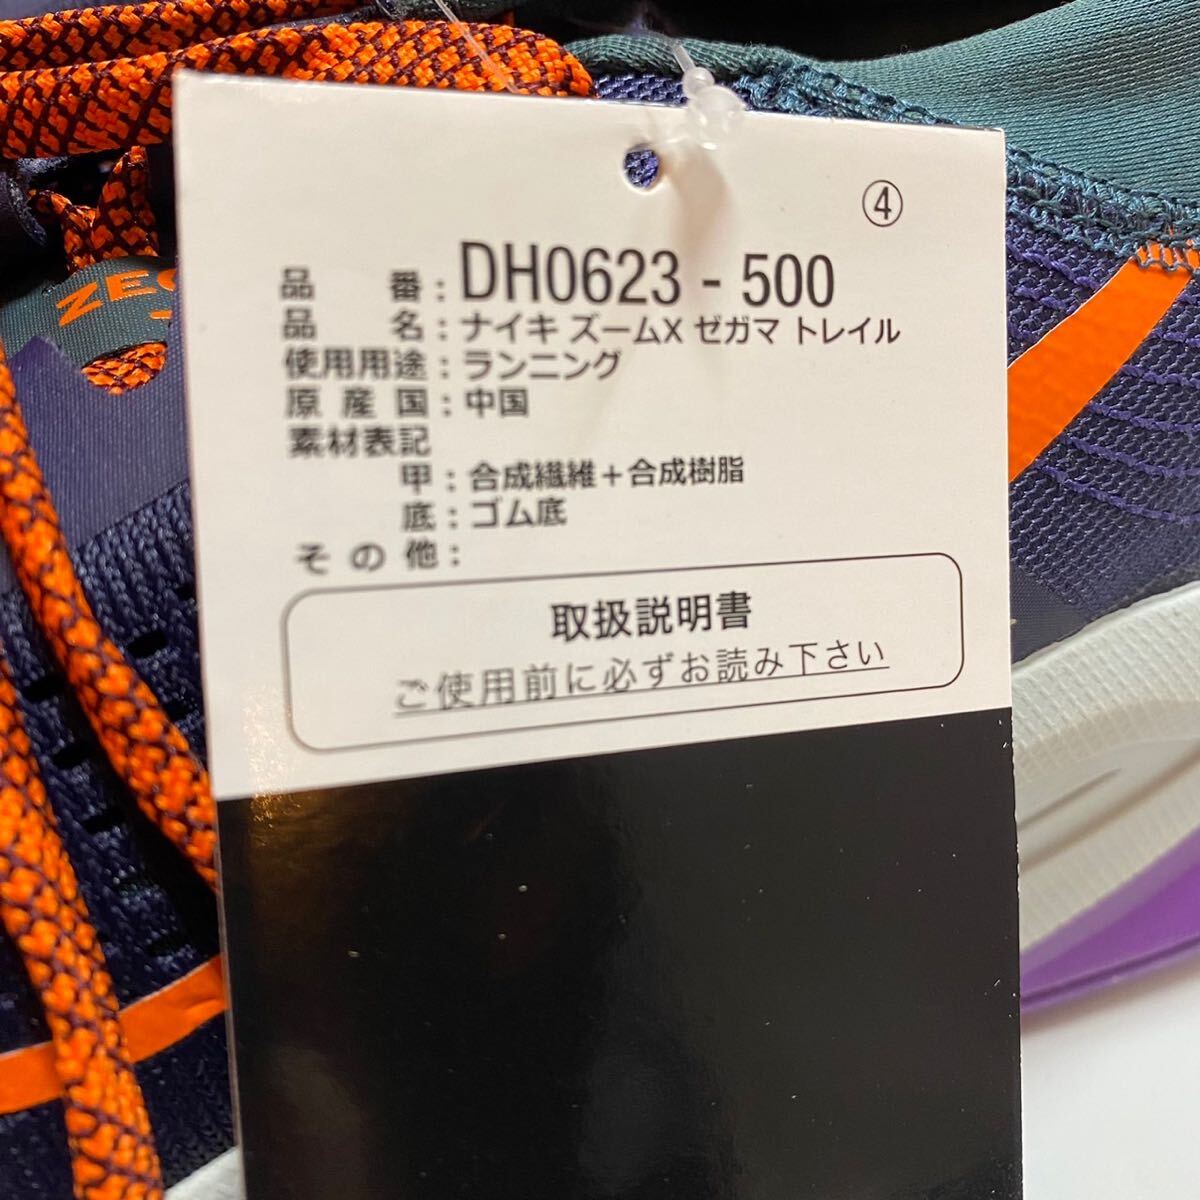 ④
品 番：DH0623 - 500
品 名：ナイキ ズームX ゼガマ トレイル
使用用途：ランニング
原産国：中国
素材表記
甲：合成繊維＋合成樹脂
底：ゴム底
その他：
取扱説明書
ご使用前に必ずお読み下さい